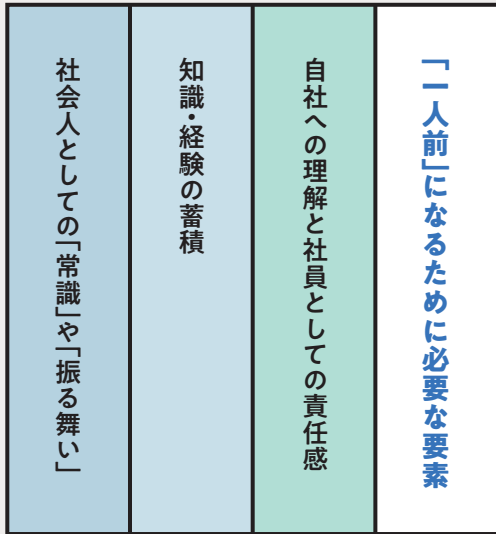 「一人前」になるために必要な要素
自社への理解と社員としての責任感
知識・経験の蓄積
社会人としての「常識」や「振る舞い」